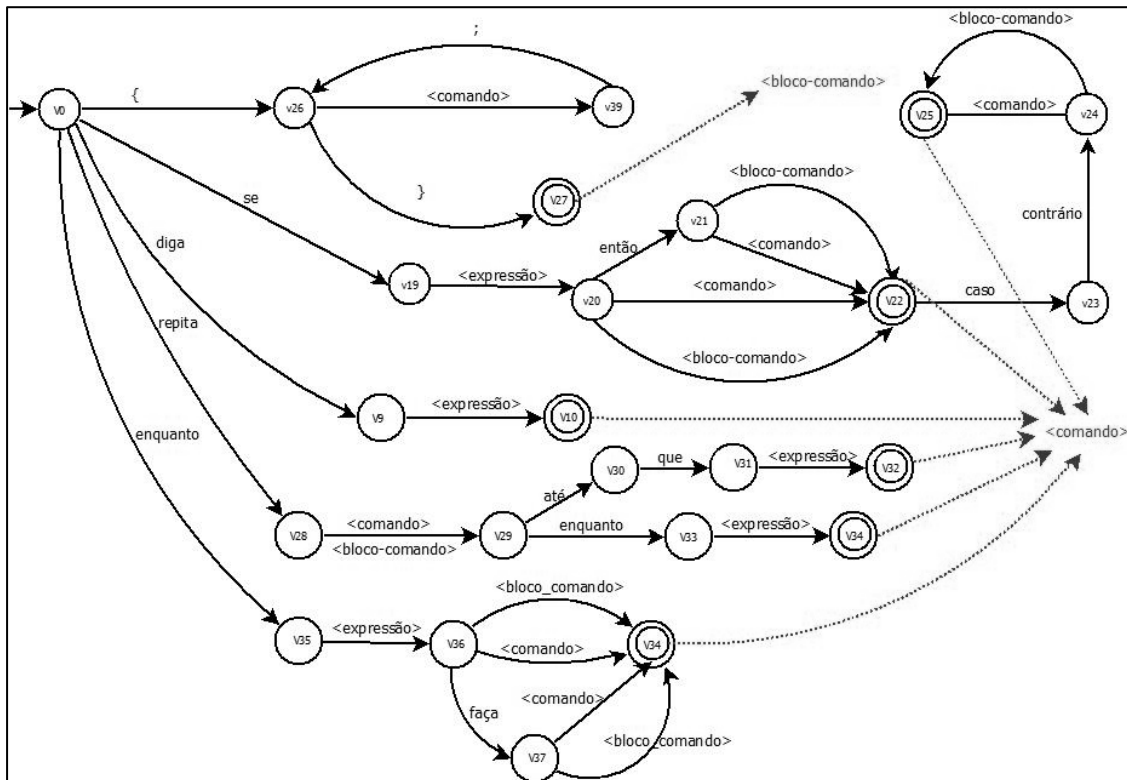 ;
<bloco-comando>
<bloco-comando>
V0
{
v26
<comando>
v39
V25
<comando>
v24
se
}
V27
<bloco-comando>
v21
contrário
diga
então
<comando>
v19
<expressão>
v20
<comando>
V22
caso
v23
repita
<bloco-comando>
V9
<expressão>
V10
enquanto
<comando>
V30
que
V31
<expressão>
V32
até
V28
<comando>
<bloco-comando>
V29
enquanto
V33
<expressão>
V34
<bloco_comando>
V35
<expressão>
V36
<comando>
V34
faça
<comando>
V37
<bloco_comando>